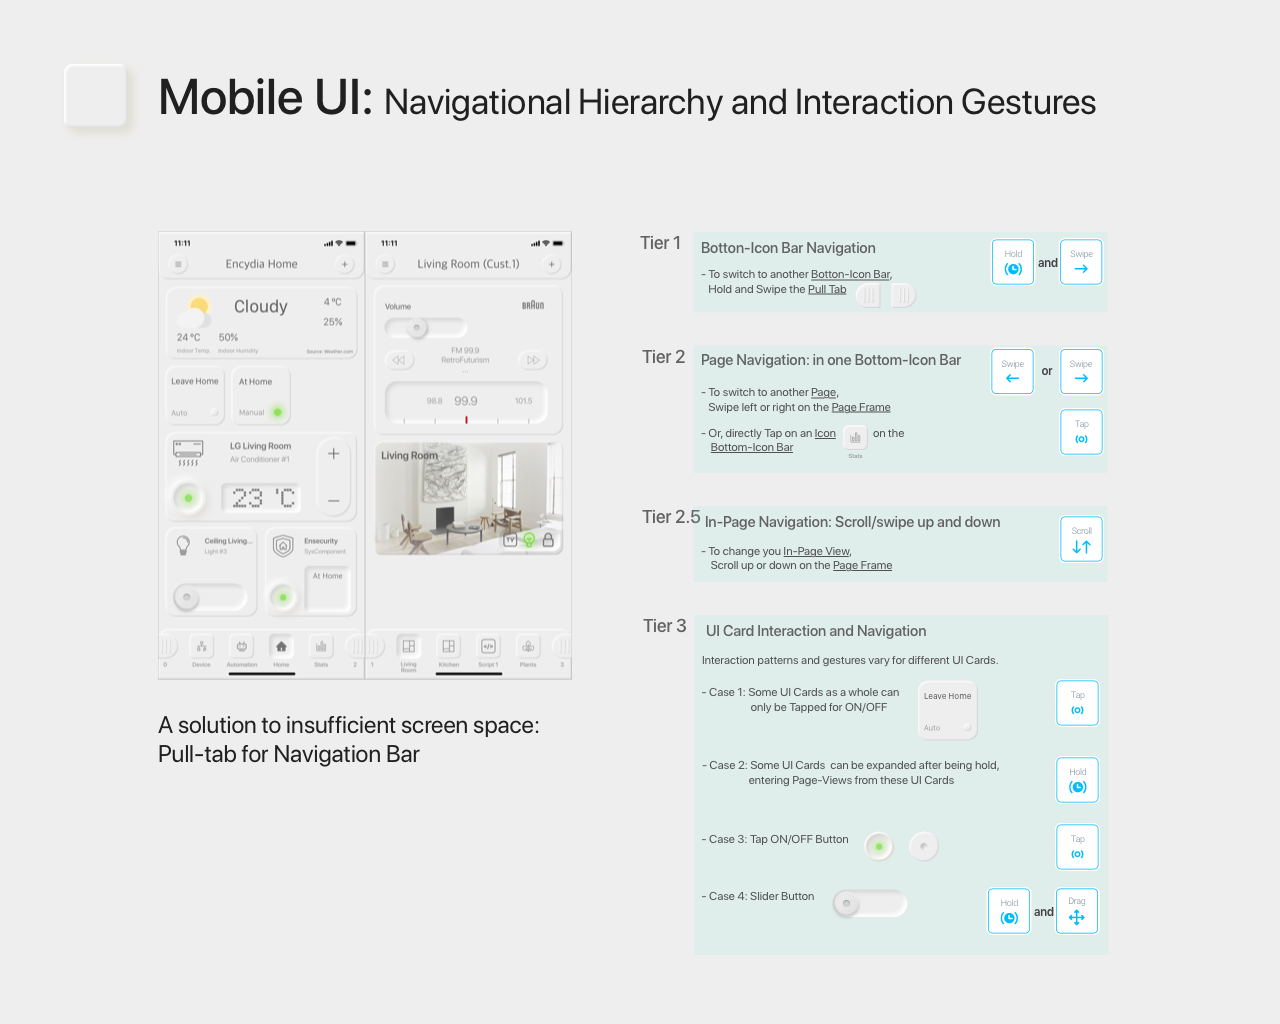 Mobile UI: Navigational Hierarchy and Interaction Gestures
11:11
Encydia Home
+
Cloudy
4 °C
25%
24 °C
50%
Indoor Temp.
Indoor Humdity
Source: Weather.com
Leave Home
Auto
At Home
Manual
LG Living Room
Air Conditioner #1
+
23 °C
–
Ceiling Living...
Light #3
Ensecurity
SysComponent
At Home
0
Device
Automation
Home
Stats
2
11:11
Living Room (Cust.1)
+
Volume
BRAUN
FM 99.9
RetroFuturism
...
98.8
99.9
101.5
Living Room
TV
1
Living
Room
Kitchen
</>
Script 1
Plants
3
A solution to insufficient screen space:
Pull-tab for Navigation Bar
Tier 1
Botton-Icon Bar Navigation
- To switch to another Botton-Icon Bar,
Hold and Swipe the Pull Tab
Hold
and
Swipe
Tier 2
Page Navigation: in one Bottom-Icon Bar
- To switch to another Page,
Swipe left or right on the Page Frame
- Or, directly Tap on an Icon
Stats
on the
Bottom-Icon Bar
Swipe
or
Swipe
Tap
Tier 2.5
In-Page Navigation: Scroll/swipe up and down
- To change you In-Page View,
Scroll up or down on the Page Frame
Scroll
Tier 3
UI Card Interaction and Navigation
Interaction patterns and gestures vary for different UI Cards.
- Case 1: Some UI Cards as a whole can
only be Tapped for ON/OFF
Leave Home
Auto
Tap
- Case 2: Some UI Cards can be expanded after being hold,
entering Page-Views from these UI Cards
Hold
- Case 3: Tap ON/OFF Button
Tap
- Case 4: Slider Button
Hold
and
Drag